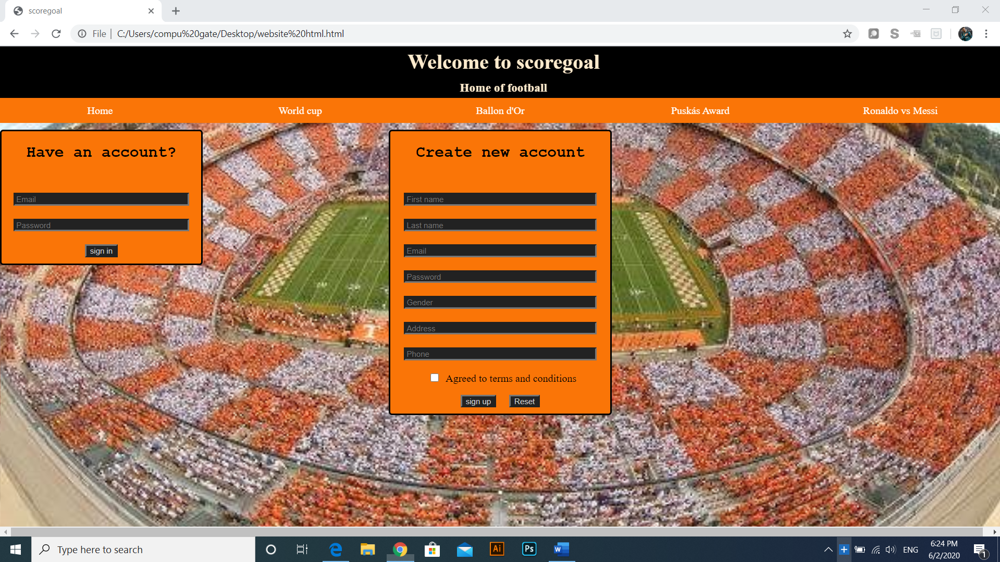 scoregoal
File
C:/Users/compu%20gate/Desktop/website%20html.html
S
Welcome to scoregoal
Home of football
Home World cup Ballon d'Or Puskás Award Ronaldo vs Messi
Have an account?
Email
Password
sign in
Create new account
First name
Last name
Email
Password
Gender
Address
Phone
Agreed to terms and conditions
sign up Reset
T
Type here to search
Ai
Ps
W
ENG
6:24 PM
6/2/2020
1